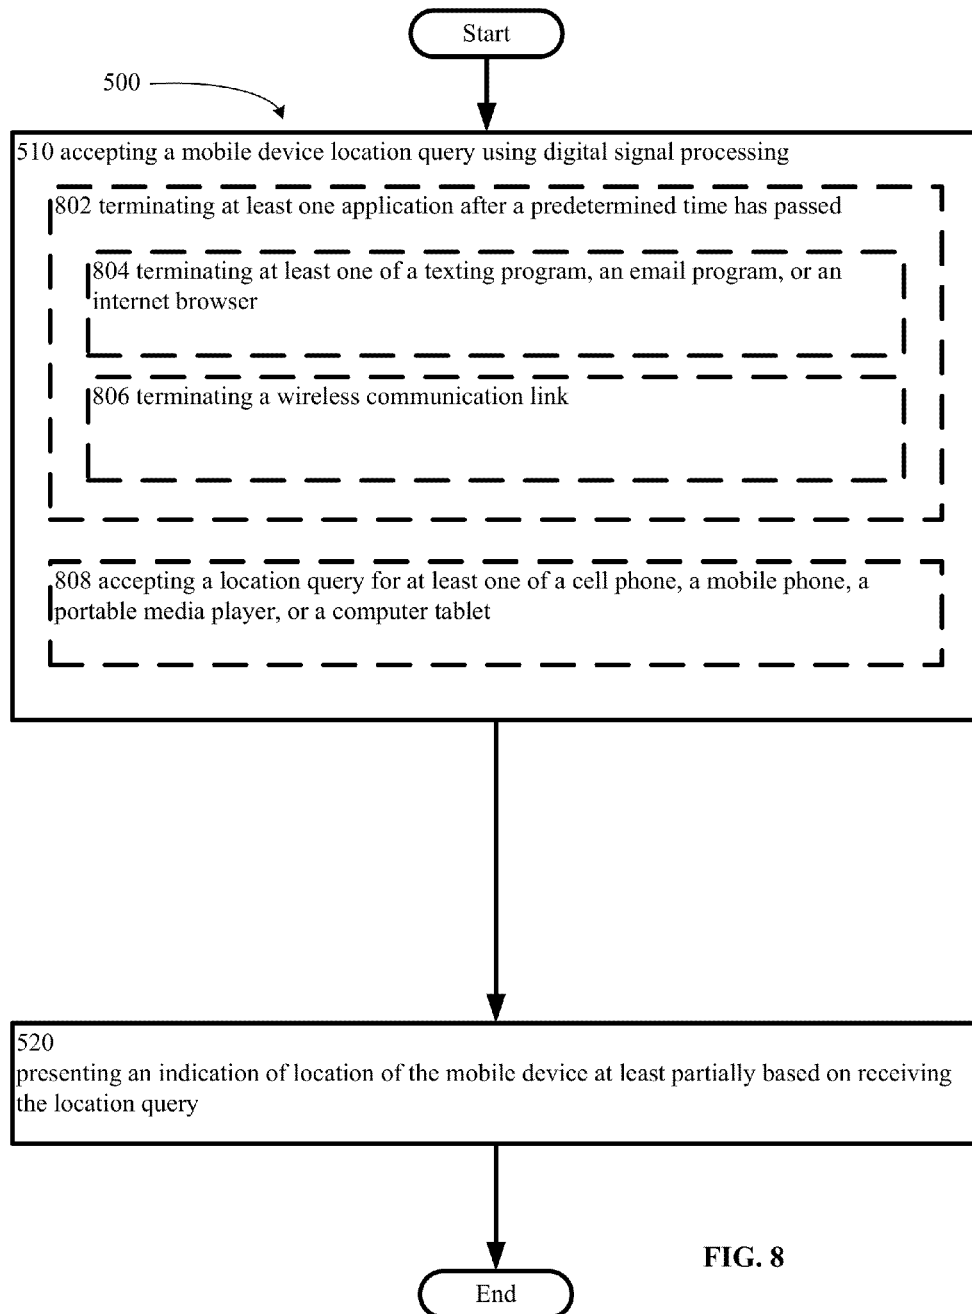 Start
500
510 accepting a mobile device location query using digital signal processing
802 terminating at least one application after a predetermined time has passed
804 terminating at least one of a texting program, an email program, or an
internet browser
806 terminating a wireless communication link
808 accepting a location query for at least one of a cell phone, a mobile phone, a
portable media player, or a computer tablet
520
presenting an indication of location of the mobile device at least partially based on receiving
the location query
FIG. 8
End